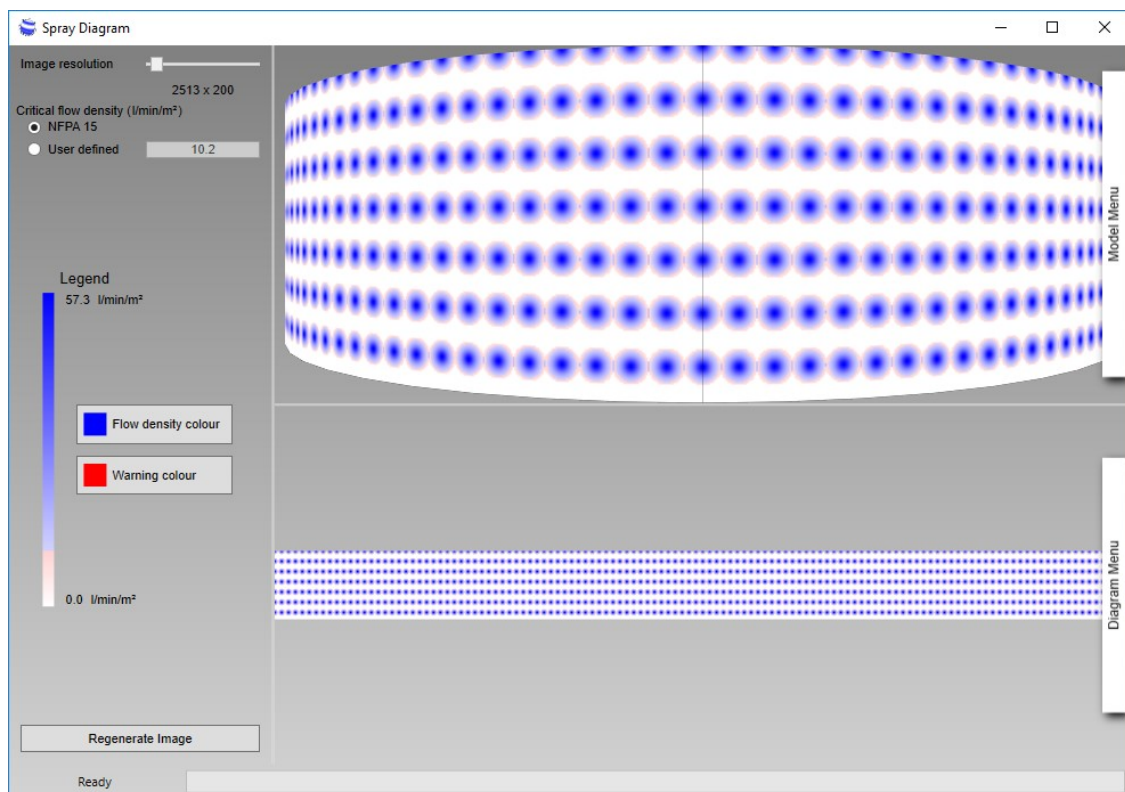 Spray Diagram
Image resolution
2513 x 200
Critical flow density (l/min/m²)
NFPA 15
User defined
10.2
Legend
57.3 l/min/m²
Flow density colour
Warning colour
0.0 l/min/m²
Regenerate Image
Ready
Model Menu
Diagram Menu